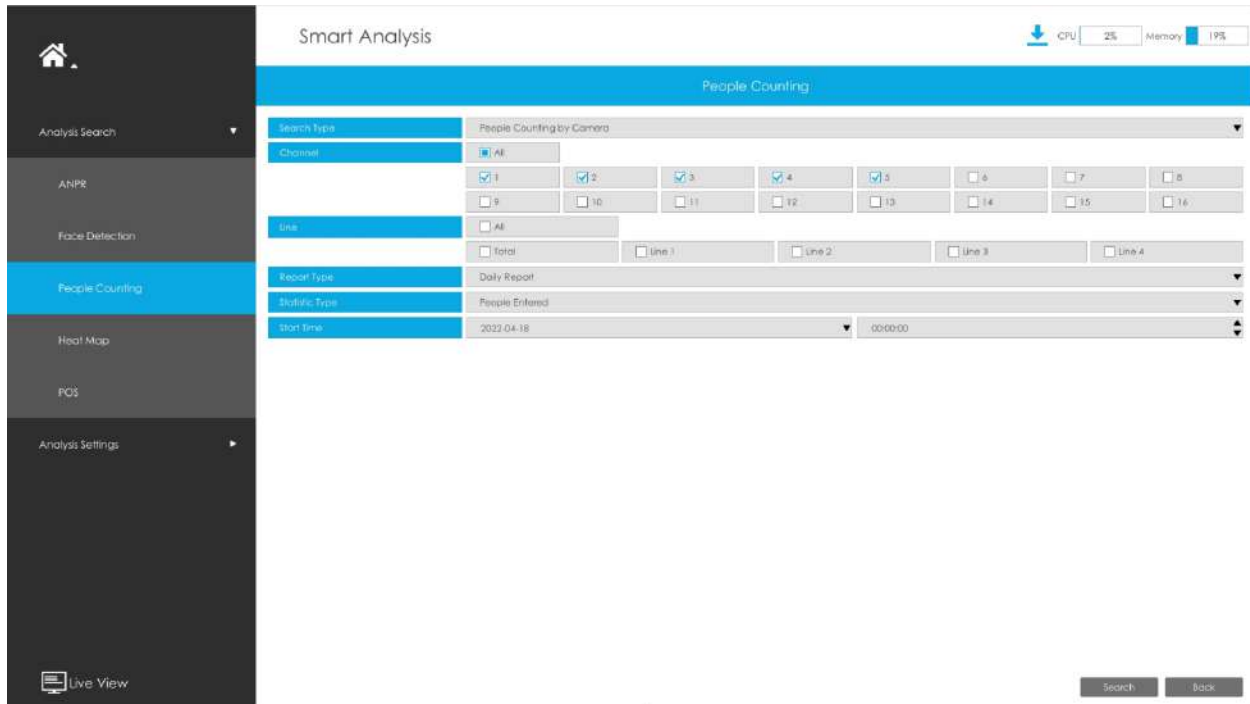 Smart Analysis
CPU 2% Memory 19%
People Counting
Analysis Search
ANPR
Face Detection
People Counting
Heat Map
POS
Analysis Settings
Live View
Search Type People Counting by Camera
Channel All
1 2 3 4 5 6 7 8
9 10 11 12 13 14 15 16
Line All
Total Line 1 Line 2 Line 3 Line 4
Report Type Daily Report
Statistic Type People Entered
Start Time 2022-04-18 00:00:00
Search Back